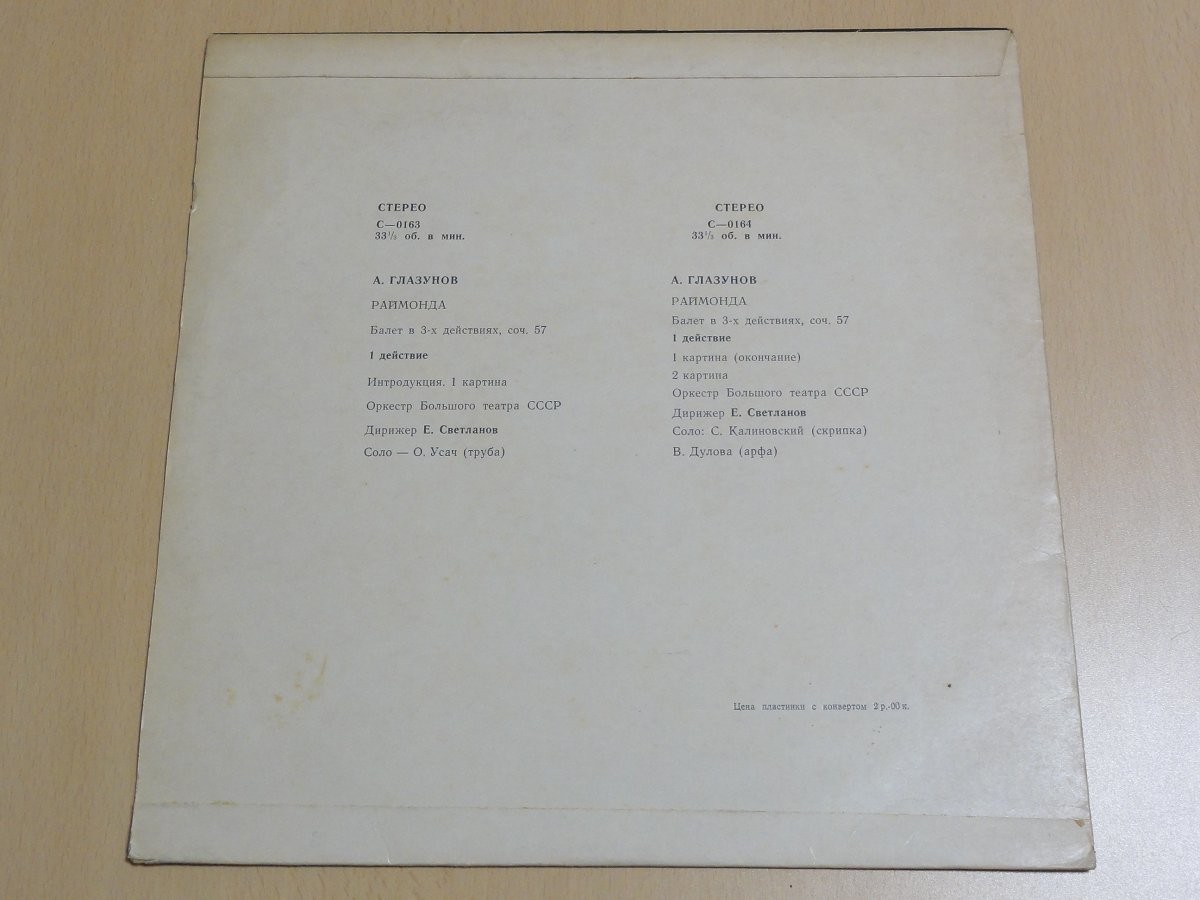 СТЕРЕО
С—0163
33⅓ об. в мин.
А. ГЛАЗУНОВ
РАЙМОНДА
Балет в 3-х действиях, соч. 57
1 действие
Интродукция. 1 картина
Оркестр Большого театра СССР
Дирижер Е. Светланов
Соло — О. Усач (труба)
СТЕРЕО
С—0164
33⅓ об. в мин.
А. ГЛАЗУНОВ
РАЙМОНДА
Балет в 3-х действиях, соч. 57
1 действие
1 картина (окончание)
2 картина
Оркестр Большого театра СССР
Дирижер Е. Светланов
Соло: С. Калиновский (скрипка)
В. Дулова (арфа)
Цена пластинки с конвертом 2 р.-00 к.